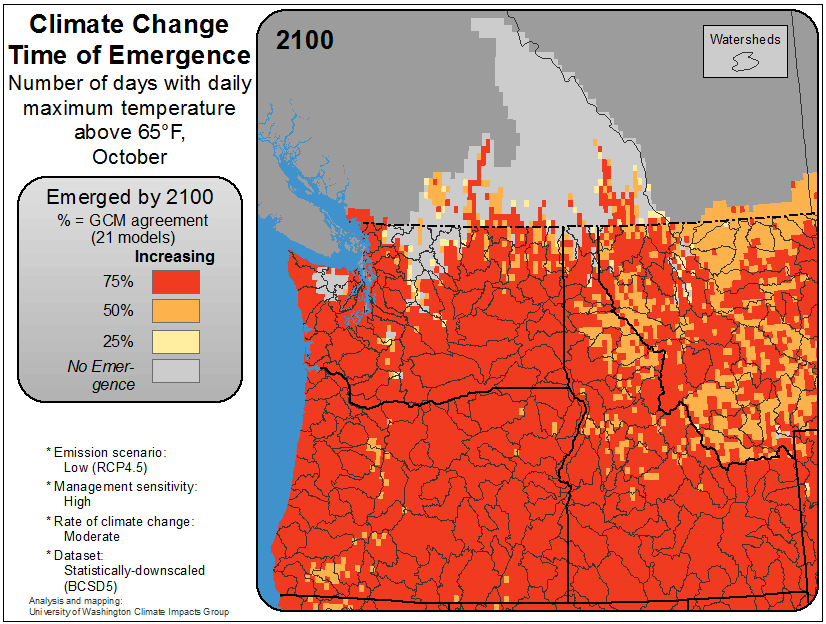 Climate Change
Time of Emergence
Number of days with daily
maximum temperature
above 65°F,
October
Emerged by 2100
% = GCM agreement
(21 models)
Increasing
75%
50%
25%
No Emer-
gence
* Emission scenario:
Low (RCP4.5)
* Management sensitivity:
High
* Rate of climate change:
Moderate
* Dataset:
Statistically-downscaled
(BCSD5)
Analysis and mapping:
University of Washington Climate Impacts Group
2100
Watersheds